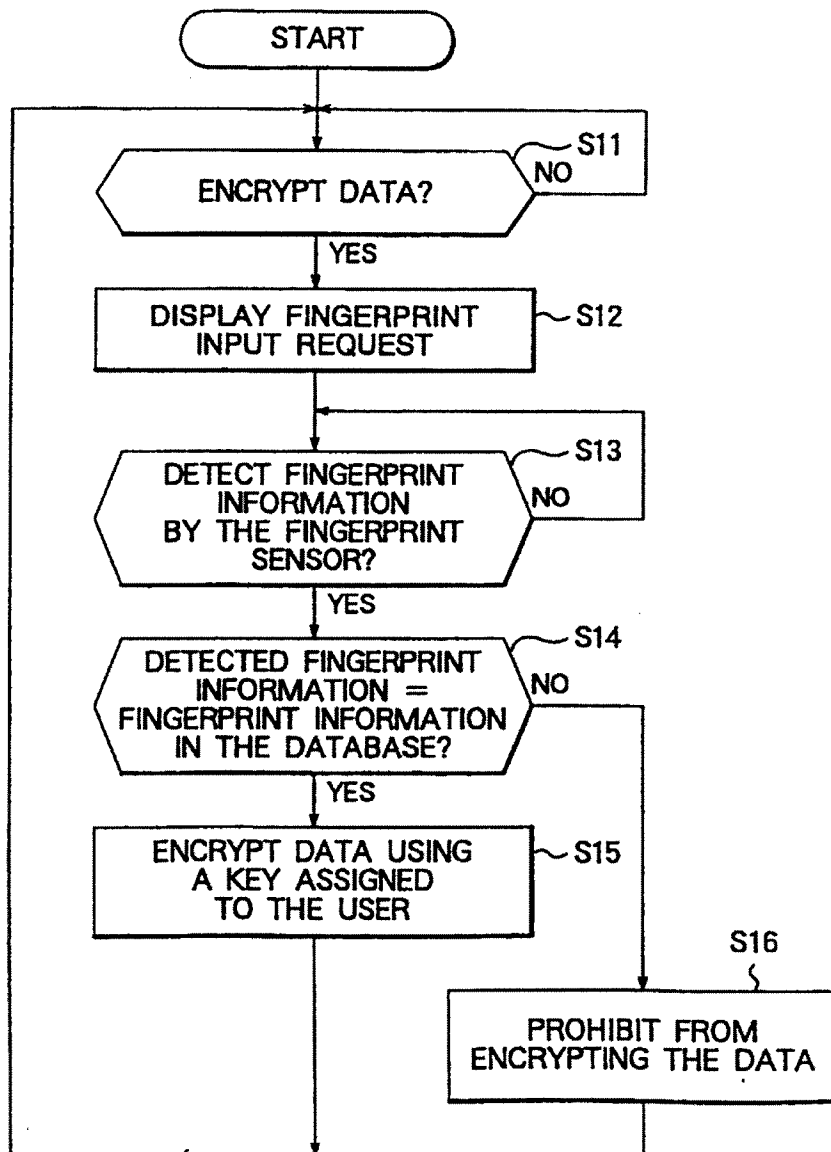 START
S11
NO
ENCRYPT DATA?
YES
DISPLAY FINGERPRINT
INPUT REQUEST
S12
S13
DETECT FINGERPRINT
INFORMATION
BY THE FINGERPRINT
SENSOR?
NO
YES
S14
DETECTED FINGERPRINT
INFORMATION =
FINGERPRINT INFORMATION
IN THE DATABASE?
NO
YES
ENCRYPT DATA USING
A KEY ASSIGNED
TO THE USER
S15
S16
PROHIBIT FROM
ENCRYPTING THE DATA